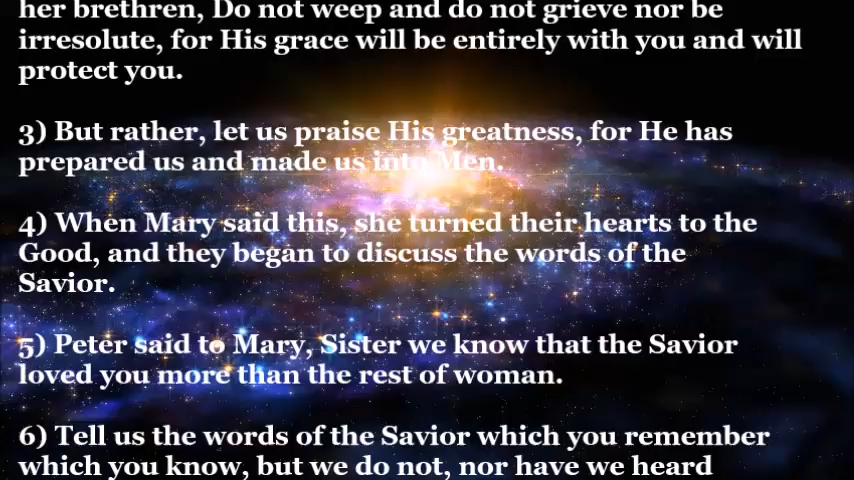 her brethren, Do not weep and do not grieve nor be
irresolute, for His grace will be entirely with you and will
protect you.
3) But rather, let us praise His greatness, for He has
prepared us and made us into Men.
4) When Mary said this, she turned their hearts to the
Good, and they began to discuss the words of the
Savior.
5) Peter said to Mary, Sister we know that the Savior
loved you more than the rest of woman.
6) Tell us the words of the Savior which you remember
which you know, but we do not, nor have we heard